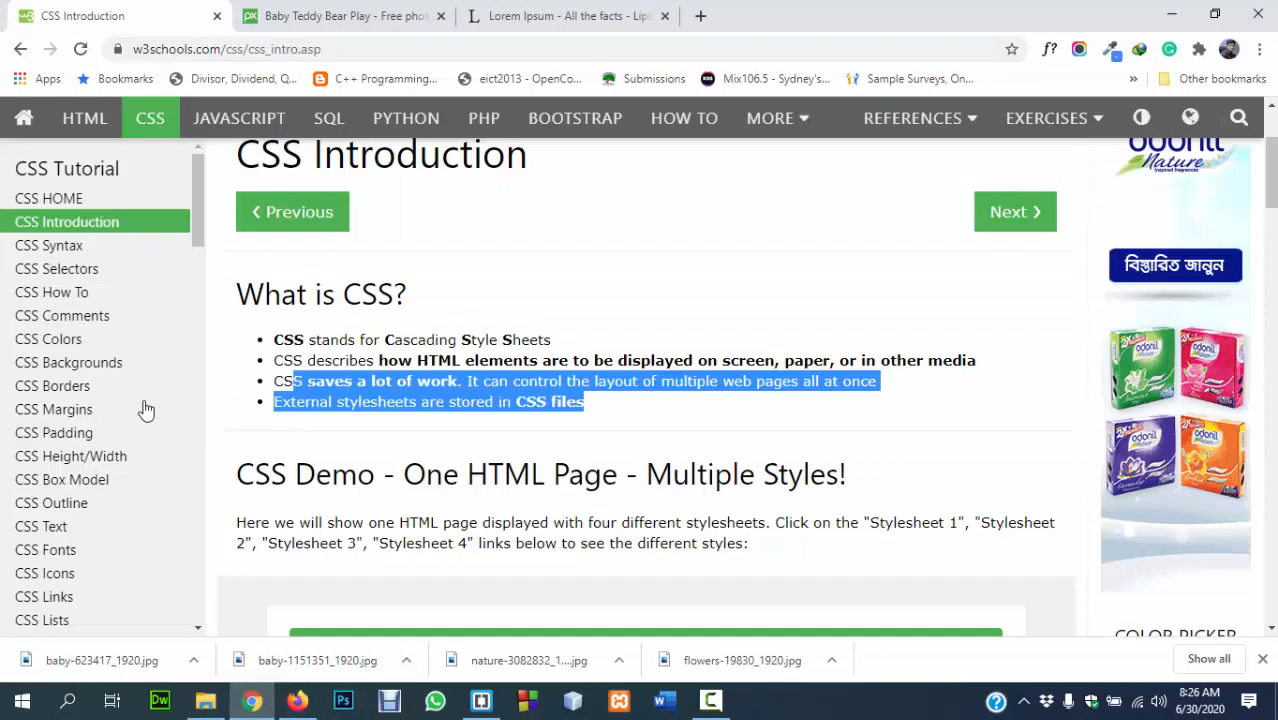 CSS Introduction
Baby Teddy Bear Play - Free phot
Lorem Ipsum - All the facts - Lip
w3schools.com/css/css_intro.asp
f?
Apps
Bookmarks
Divisor, Dividend, Q...
C++ Programming...
eict2013 - OpenCo...
Submissions
Mix106.5 - Sydney's...
Sample Surveys, On...
»
Other bookmarks
HTML
CSS
JAVASCRIPT
SQL
PYTHON
PHP
BOOTSTRAP
HOW TO
MORE
REFERENCES
EXERCISES
CSS Tutorial
CSS HOME
CSS Introduction
CSS Syntax
CSS Selectors
CSS How To
CSS Comments
CSS Colors
CSS Backgrounds
CSS Borders
CSS Margins
CSS Padding
CSS Height/Width
CSS Box Model
CSS Outline
CSS Text
CSS Fonts
CSS Icons
CSS Links
CSS Lists
CSS Introduction
❮ Previous
Next ❯
What is CSS?
• CSS stands for Cascading Style Sheets
• CSS describes how HTML elements are to be displayed on screen, paper, or in other media
• CSS saves a lot of work. It can control the layout of multiple web pages all at once
• External stylesheets are stored in CSS files
CSS Demo - One HTML Page - Multiple Styles!
Here we will show one HTML page displayed with four different stylesheets. Click on the "Stylesheet 1", "Stylesheet
2", "Stylesheet 3", "Stylesheet 4" links below to see the different styles:
odonil
Nature
বিস্তারিত জানুন
odonil
odonil
odonil
odonil
COLOR PICKER
baby-623417_1920.jpg
baby-1151351_1920.jpg
nature-3082832_1....jpg
flowers-19830_1920.jpg
Show all
Dw
Ps
8:26 AM
6/30/2020